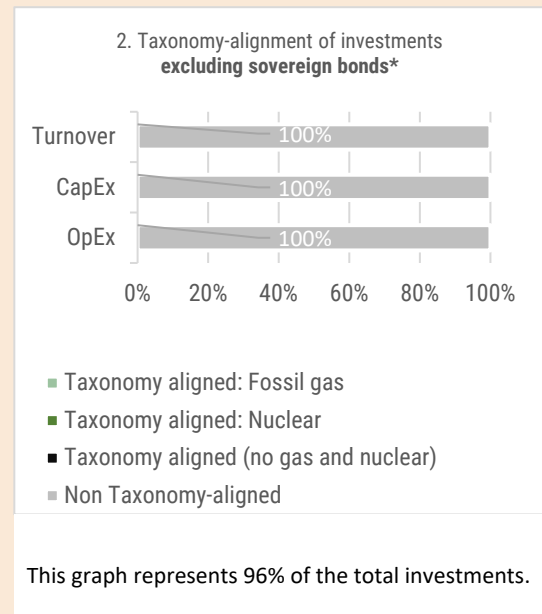 2. Taxonomy-alignment of investments
excluding sovereign bonds*
Turnover 100%
CapEx 100%
OpEx 100%
0% 20% 40% 60% 80% 100%
Taxonomy aligned: Fossil gas
Taxonomy aligned: Nuclear
Taxonomy aligned (no gas and nuclear)
Non Taxonomy-aligned
This graph represents 96% of the total investments.